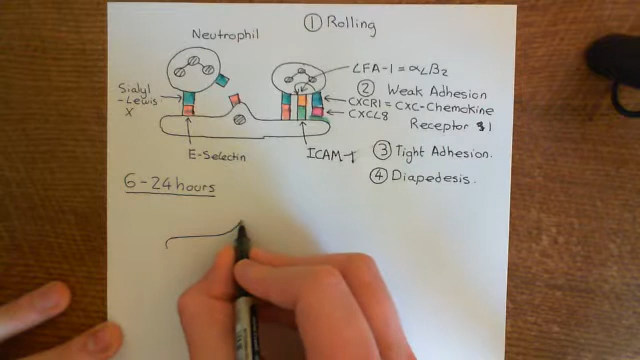 ① Rolling
Neutrophil
LFA-1 = αLβ2
② Weak Adhesion
Sialyl
-Lewis
X
CXCR1 = CXC-Chemokine
Receptor 1
CXCL8
E-Selectin
ICAM-1
③ Tight Adhesion.
④ Diapedesis.
6-24 hours